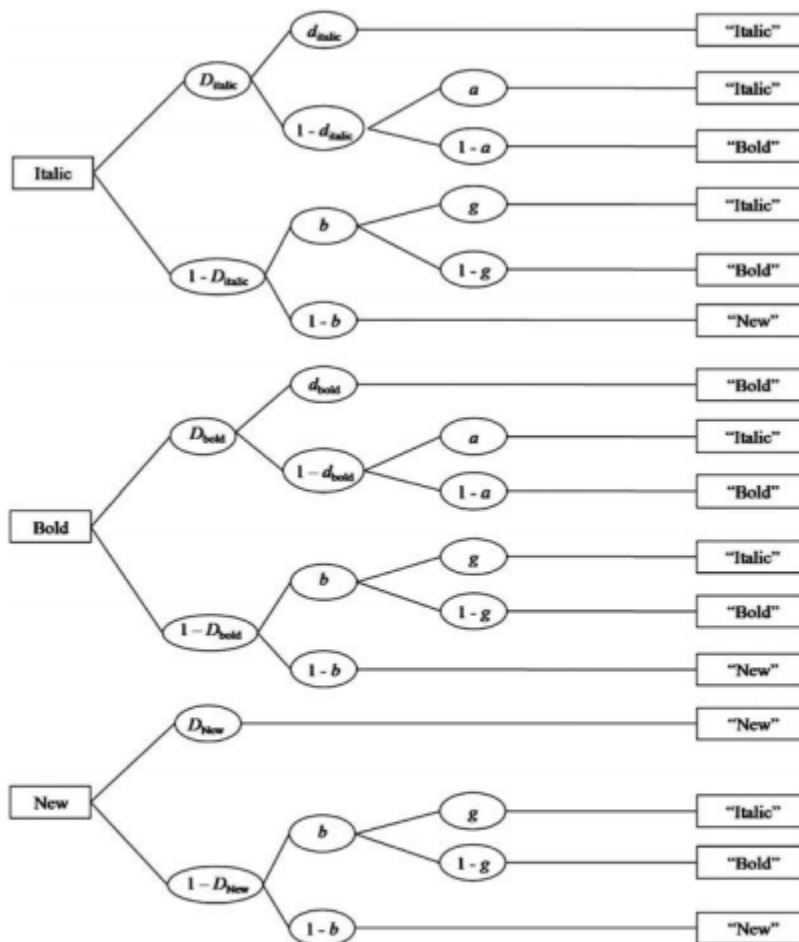 d_italic
"Italic"
D_italic
a
"Italic"
1 - d_italic
1 - a
"Bold"
Italic
b
g
"Italic"
1 - D_italic
1 - g
"Bold"
1 - b
"New"
d_bold
"Bold"
D_bold
a
"Italic"
1 – d_bold
1 - a
"Bold"
Bold
b
g
"Italic"
1 – D_bold
1 - g
"Bold"
1 - b
"New"
D_New
"New"
New
b
g
"Italic"
1 – D_New
1 - g
"Bold"
1 - b
"New"